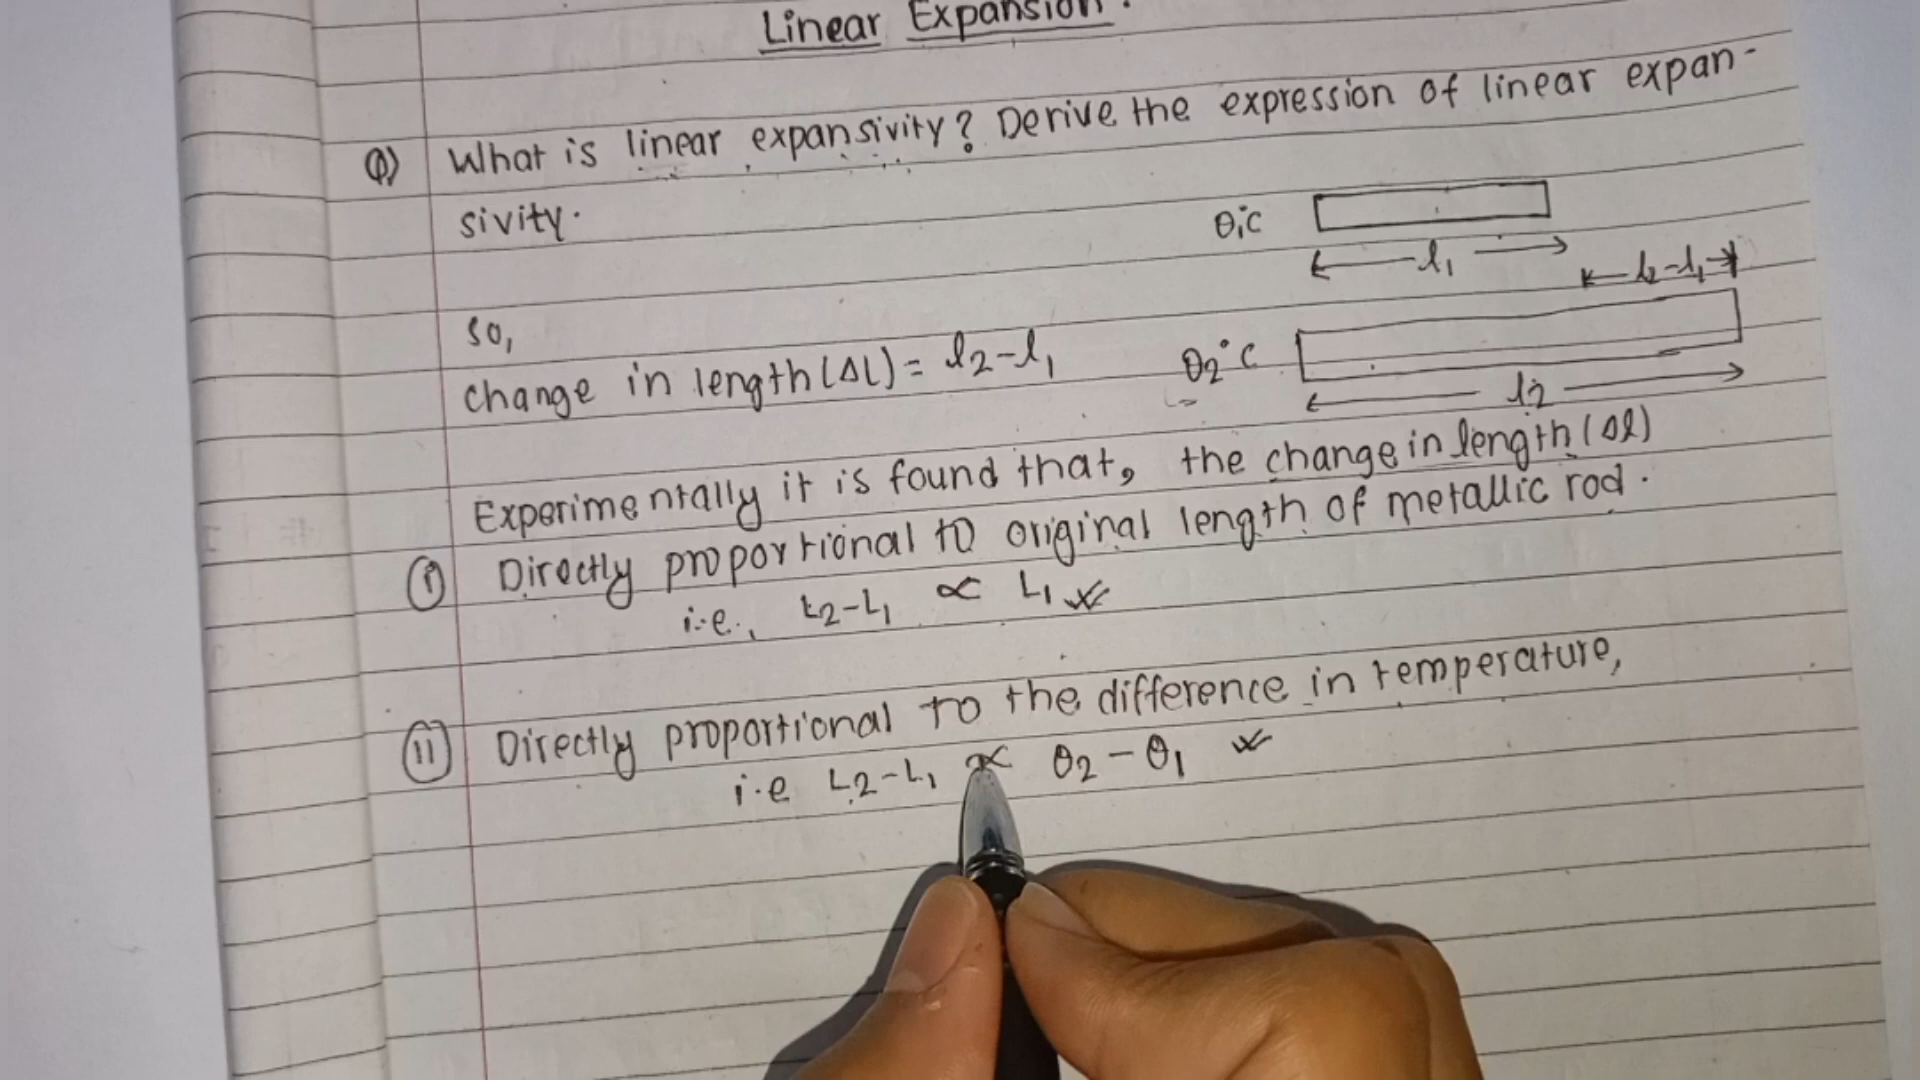 Linear Expansion.
Q) What is linear expansivity? Derive the expression of linear expan-
sivity.
θ1°c
l1
l2-l1
so,
change in length(Δl) = l2-l1
θ2°c
l2
Experimentally it is found that, the change in length(Δl)
(i) Directly proportional to original length of metallic rod.
i.e., L2-L1 ∝ L1
(ii) Directly proportional to the difference in temperature,
i.e L2-L1 ∝ θ2-θ1